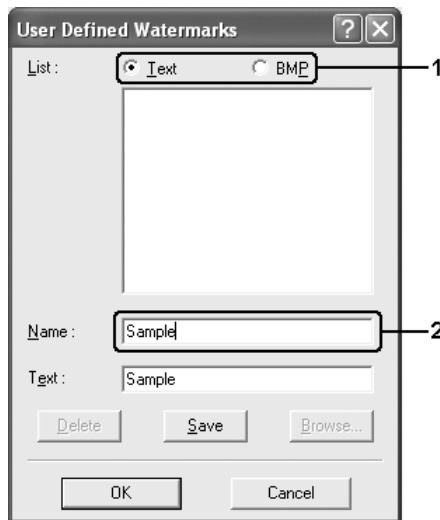 User Defined Watermarks
List : Text BMP 1
Name : Sample 2
Text : Sample
Delete Save Browse...
OK Cancel